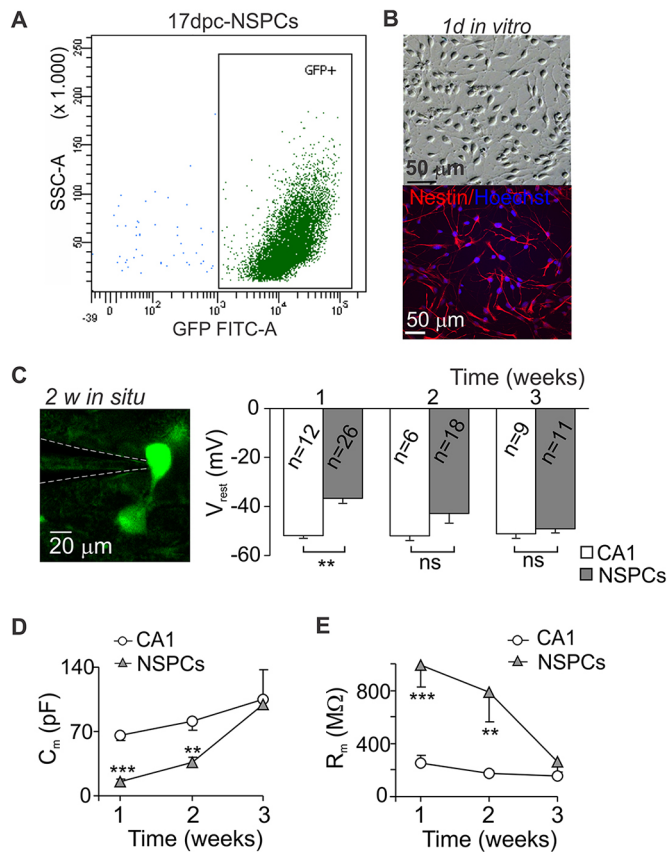 A
17dpc-NSPCs
(x 1.000)
SSC-A
250
200
150
100
50
GFP+
-39 0 10² 10³ 10⁴ 10⁵
GFP FITC-A
B
1d in vitro
50 μm
Nestin/Hoechst
50 μm
C
2 w in situ
20 μm
Time (weeks)
1 2 3
Vrest (mV)
0
-20
-40
-60
n=12 n=26 n=6 n=18 n=9 n=11
** ns ns
CA1
NSPCs
D
CA1
NSPCs
Cm (pF)
140
70
0
***
**
1 2 3
Time (weeks)
E
CA1
NSPCs
Rm (MΩ)
800
400
0
***
**
1 2 3
Time (weeks)